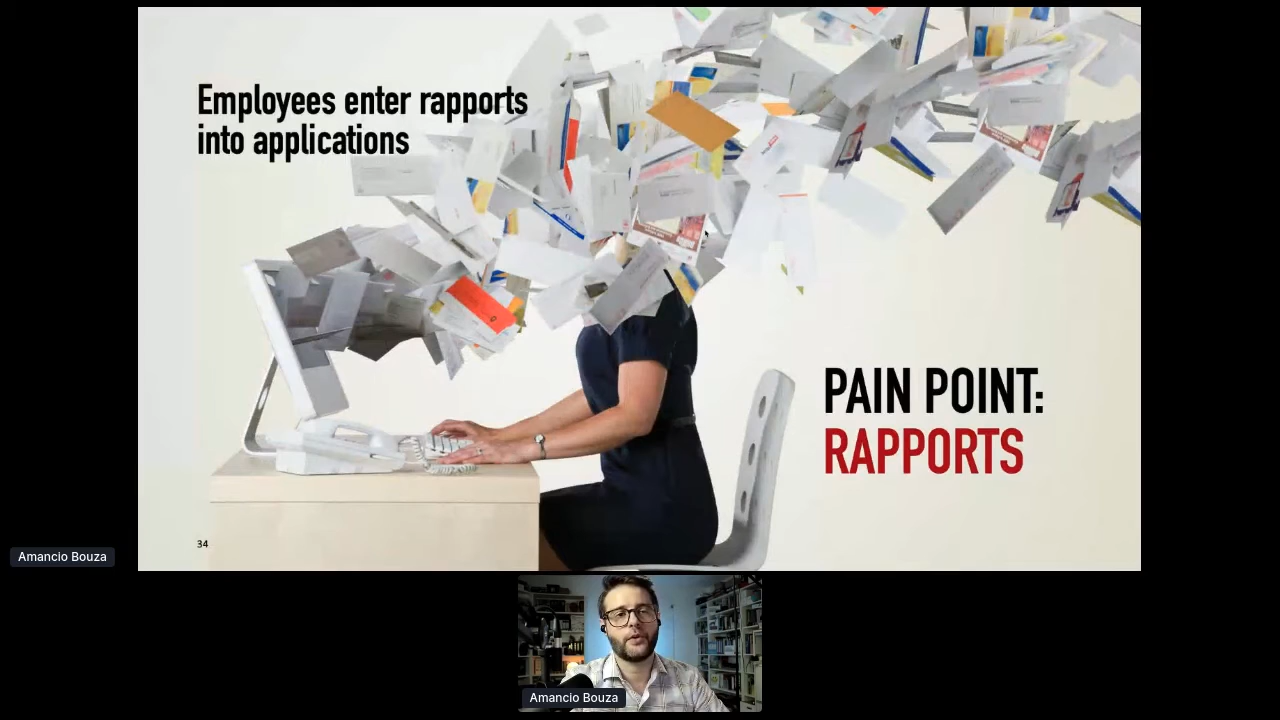 Employees enter rapports
into applications
PAIN POINT:
RAPPORTS
34
Amancio Bouza
Amancio Bouza